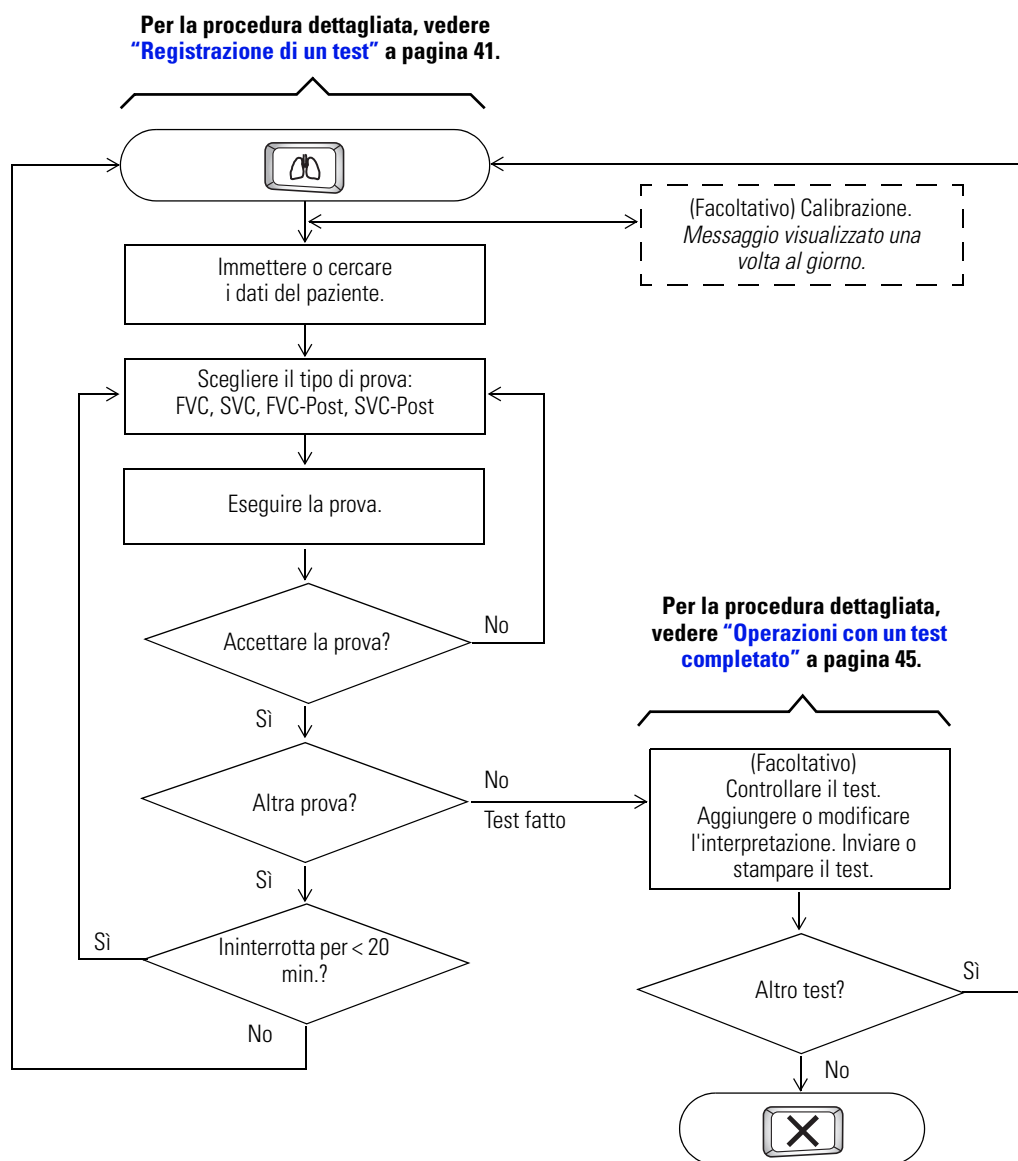 Per la procedura dettagliata, vedere
“Registrazione di un test” a pagina 41.
(Facoltativo) Calibrazione.
Messaggio visualizzato una
volta al giorno.
Immettere o cercare
i dati del paziente.
Scegliere il tipo di prova:
FVC, SVC, FVC-Post, SVC-Post
Eseguire la prova.
Accettare la prova?
No
Sì
Altra prova?
No
Test fatto
Sì
Ininterrotta per < 20
min.?
Sì
No
Per la procedura dettagliata,
vedere “Operazioni con un test
completato” a pagina 45.
(Facoltativo)
Controllare il test.
Aggiungere o modificare
l'interpretazione. Inviare o
stampare il test.
Altro test?
Sì
No